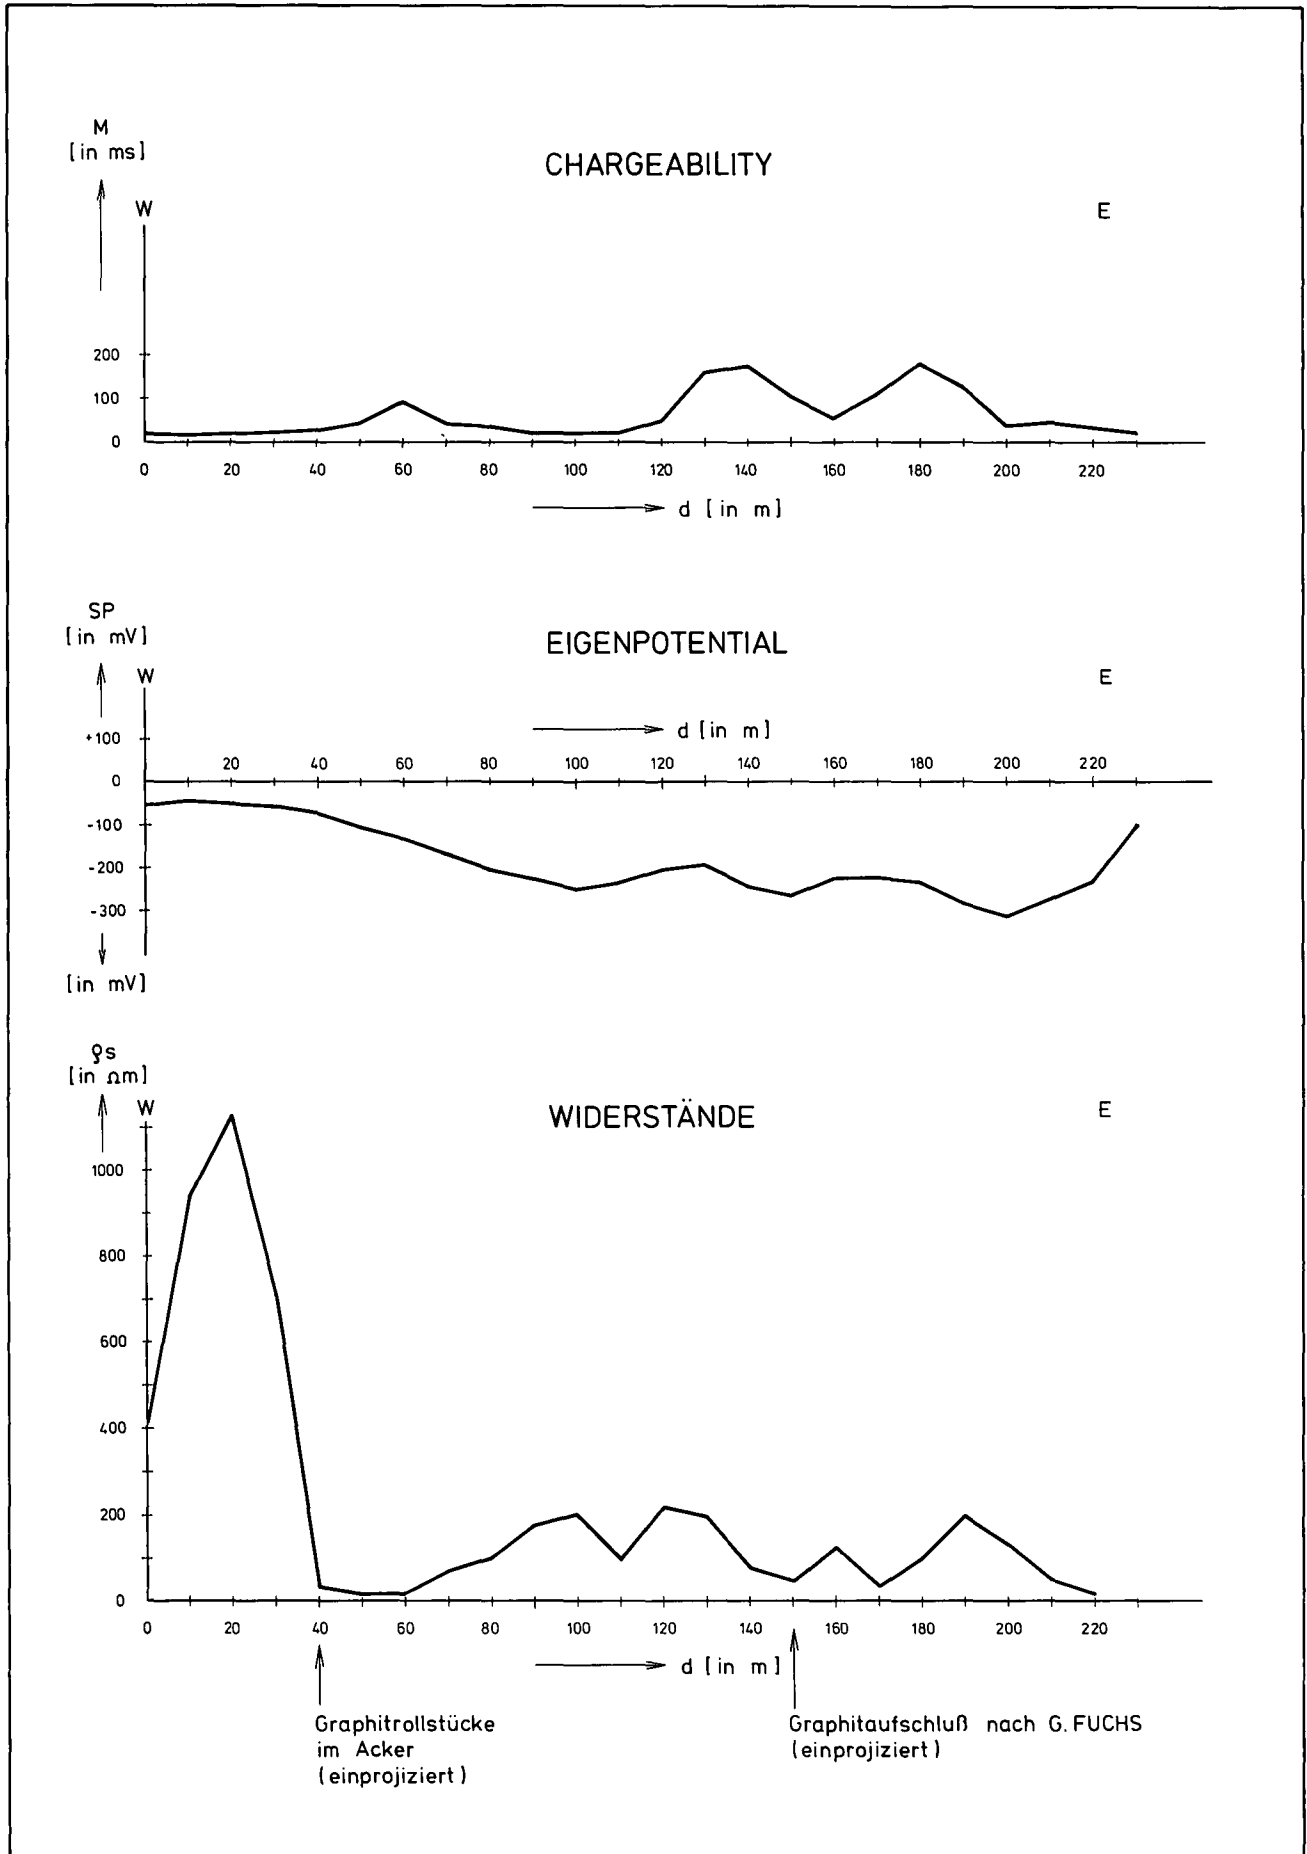 M
[in ms]
CHARGEABILITY
W
E
200
100
0
0 20 40 60 80 100 120 140 160 180 200 220
d [in m]
SP
[in mV]
EIGENPOTENTIAL
W
E
d [in m]
+100
20 40 60 80 100 120 140 160 180 200 220
0
-100
-200
-300
[in mV]
ϱs
[in Ωm]
W
WIDERSTÄNDE
E
1000
800
600
400
200
0
0 20 40 60 80 100 120 140 160 180 200 220
d [in m]
Graphitrollstücke
im Acker
(einprojiziert)
Graphitaufschluß nach G. FUCHS
(einprojiziert)